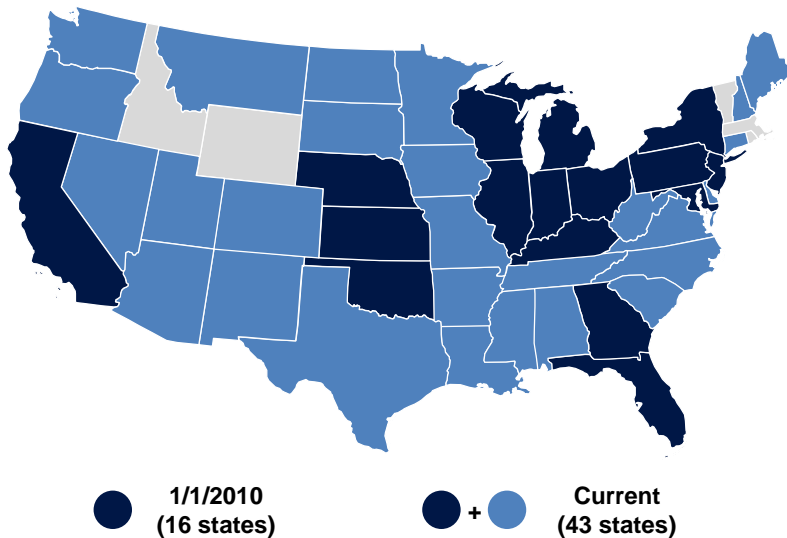 1/1/2010
(16 states)
+
Current
(43 states)